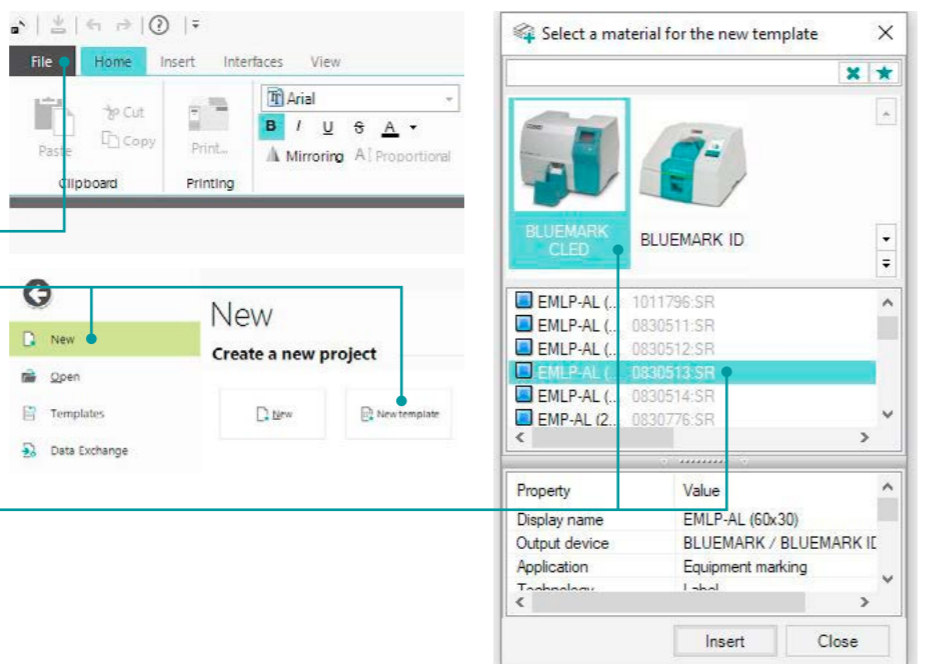 File Home Insert Interfaces View
Paste
Cut
Copy
Clipboard
Print...
Printing
Arial
B I U S A
Mirroring A Proportional
New
Open
Templates
Data Exchange
New
Create a new project
New
New template
Select a material for the new template
BLUEMARK
CLED
BLUEMARK ID
EMLP-AL (... 1011796:SR
EMLP-AL (... 0830511:SR
EMLP-AL (... 0830512:SR
EMLP-AL (... 0830513:SR
EMLP-AL (... 0830514:SR
EMP-AL (2... 0830776:SR
Property Value
Display name EMLP-AL (60x30)
Output device BLUEMARK / BLUEMARK ID
Application Equipment marking
Technology Label
Insert Close